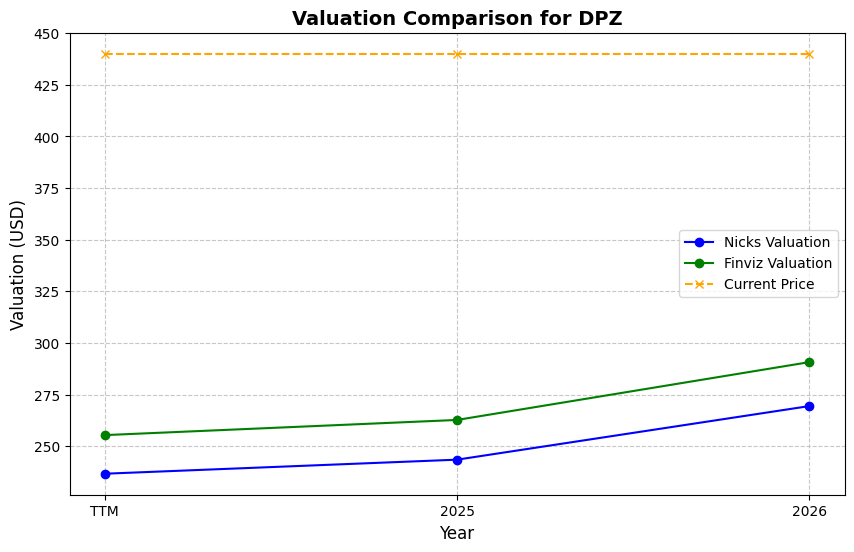 Valuation Comparison for DPZ
450
425
400
375
350
325
300
275
250
Valuation (USD)
Nicks Valuation
Finviz Valuation
Current Price
TTM
2025
2026
Year